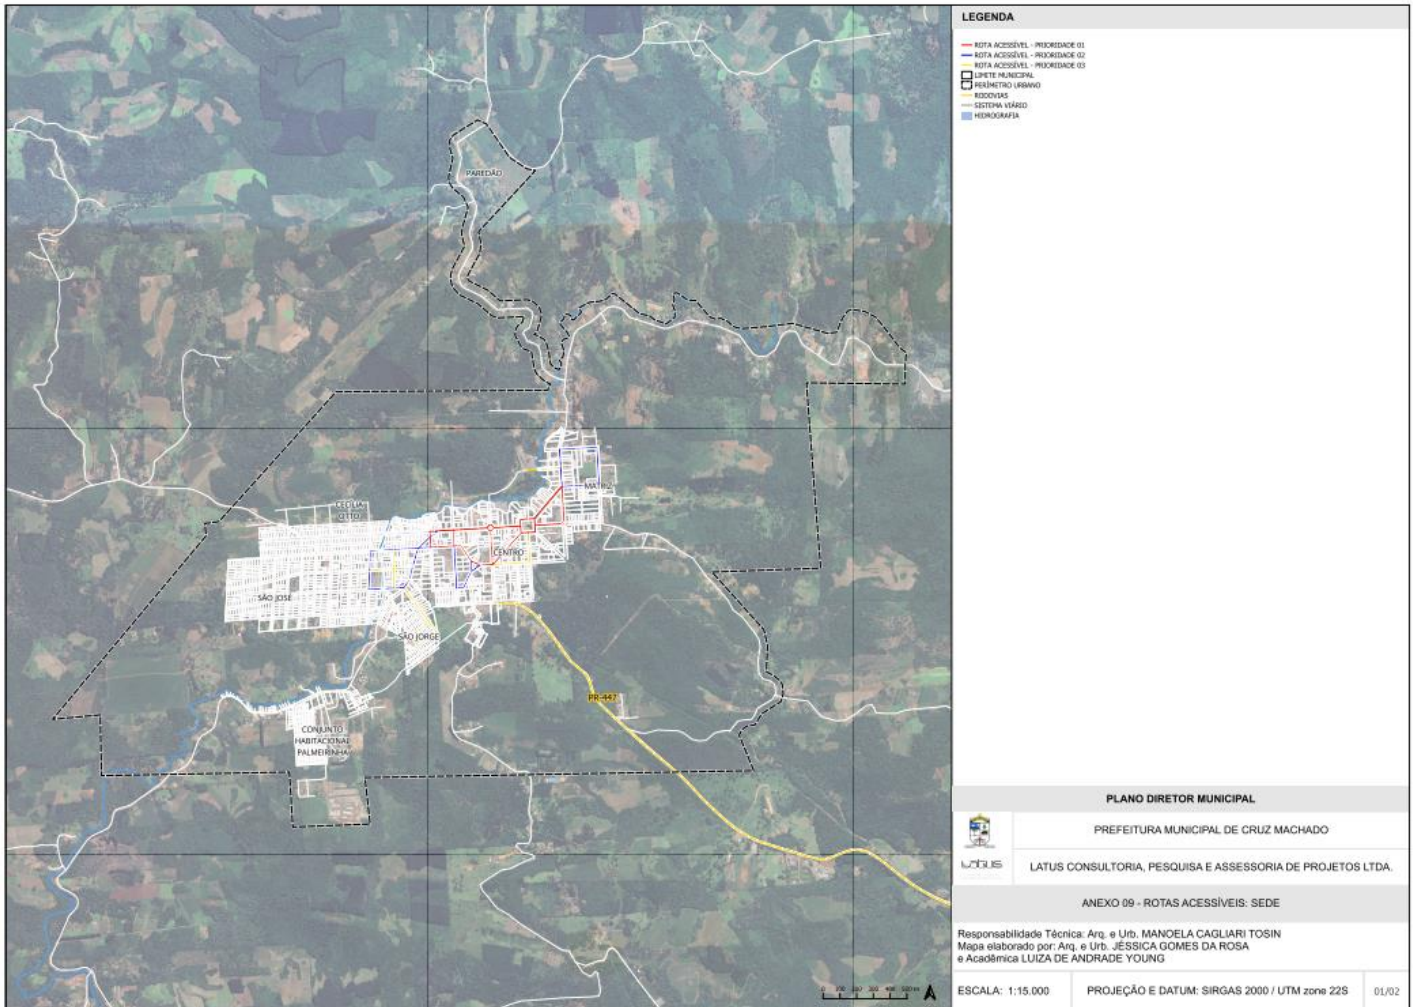 LEGENDA
ROTA ACESSÍVEL - PRIORIDADE 01
ROTA ACESSÍVEL - PRIORIDADE 02
ROTA ACESSÍVEL - PRIORIDADE 03
LIMITE MUNICIPAL
PERÍMETRO URBANO
RODOVIAS
SISTEMA VIÁRIO
HIDROGRAFIA
PAREDÃO
MATRIZ
CECÍLIA
OTTO
CENTRO
SÃO JOSÉ
SÃO JORGE
PR-447
CONJUNTO
HABITACIONAL
PALMEIRINHA
PLANO DIRETOR MUNICIPAL
PREFEITURA MUNICIPAL DE CRUZ MACHADO
LATUS
LATUS CONSULTORIA, PESQUISA E ASSESSORIA DE PROJETOS LTDA.
ANEXO 09 - ROTAS ACESSÍVEIS: SEDE
Responsabilidade Técnica: Arq. e Urb. MANOELA CAGLIARI TOSIN
Mapa elaborado por: Arq. e Urb. JÉSSICA GOMES DA ROSA
e Acadêmica LUIZA DE ANDRADE YOUNG
ESCALA: 1:15.000
PROJEÇÃO E DATUM: SIRGAS 2000 / UTM zone 22S
01/02